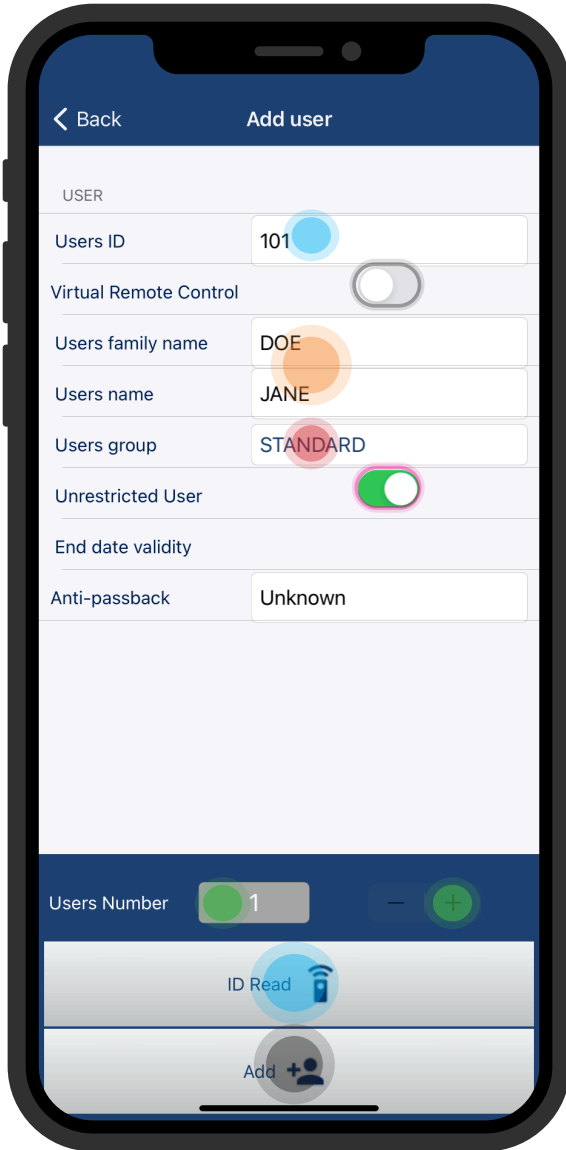 Back
Add user
USER
Users ID 101
Virtual Remote Control
Users family name DOE
Users name JANE
Users group STANDARD
Unrestricted User
End date validity
Anti-passback Unknown
Users Number 1 − +
ID Read
Add